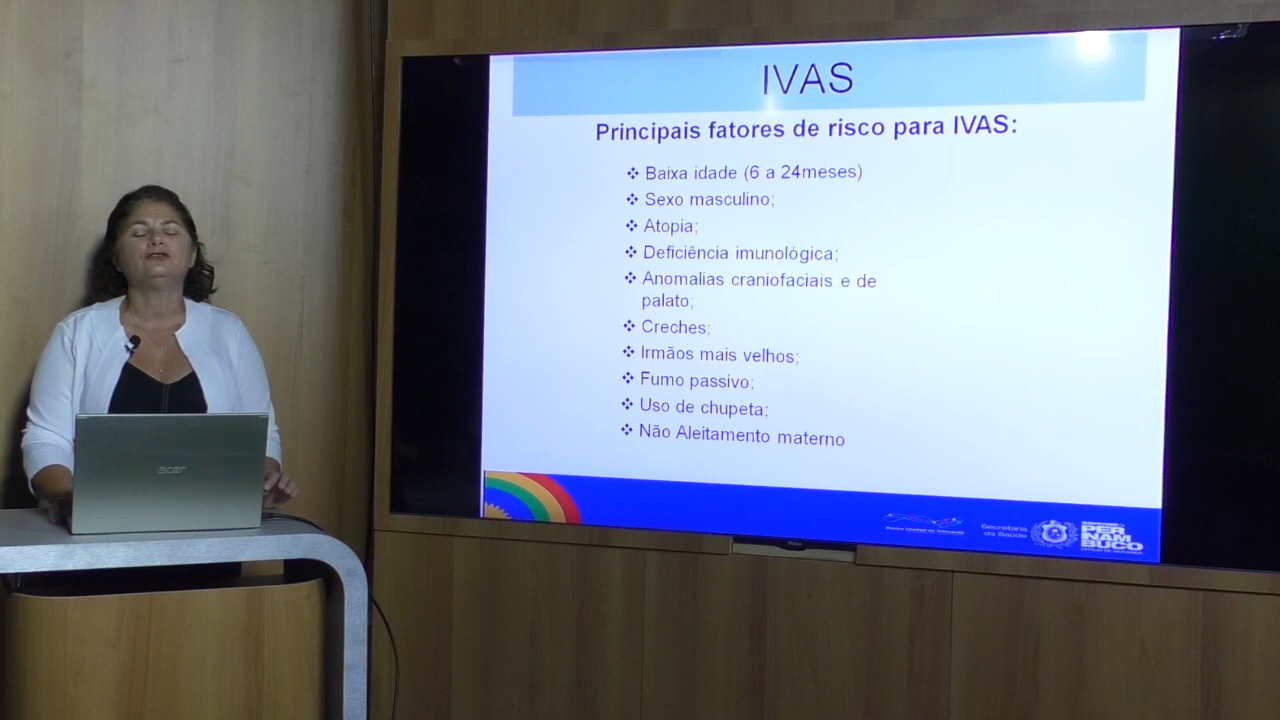 IVAS
Principais fatores de risco para IVAS:
❖ Baixa idade (6 a 24meses)
❖ Sexo masculino;
❖ Atopia;
❖ Deficiência imunológica;
❖ Anomalias craniofaciais e de
palato;
❖ Creches;
❖ Irmãos mais velhos;
❖ Fumo passivo;
❖ Uso de chupeta;
❖ Não Aleitamento materno
Secretaria
da Saúde
PER
NAM
BUCO
acer